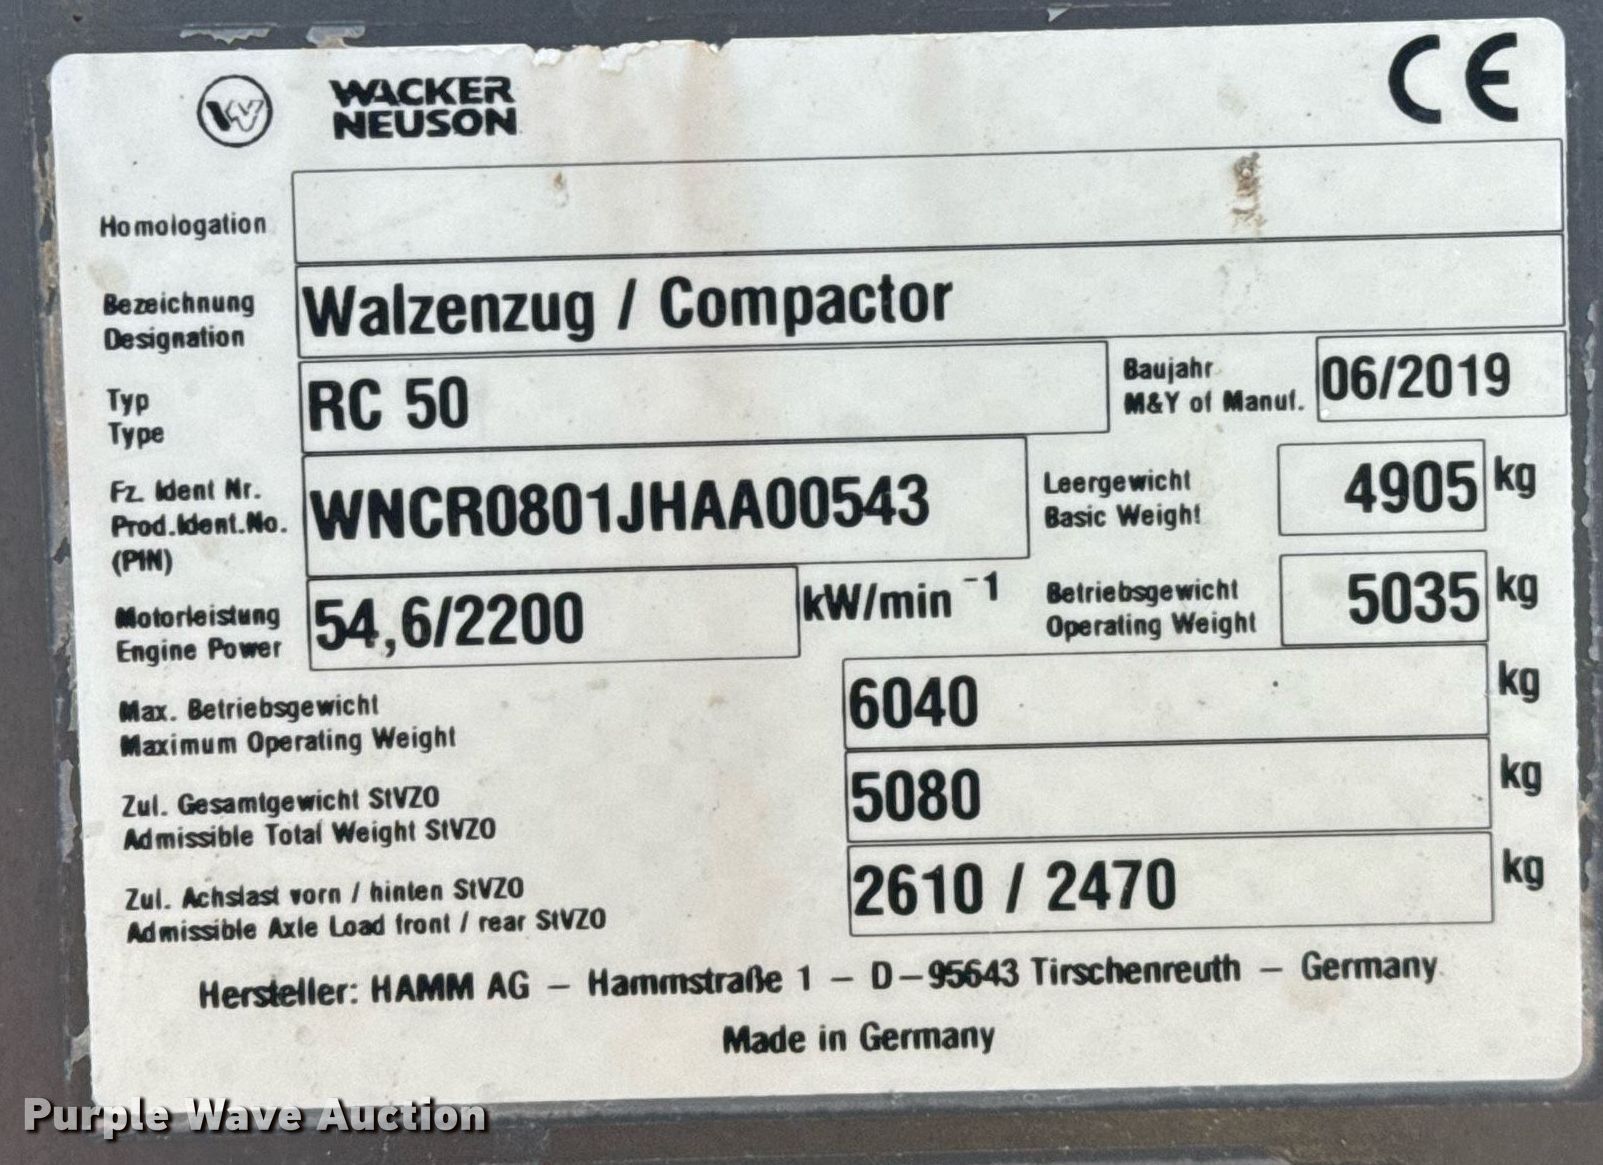 WACKER
NEUSON
CE
Homologation
Bezeichnung
Designation
Walzenzug / Compactor
Typ
Type
RC 50
Baujahr
M&Y of Manuf.
06/2019
Fz. Ident Nr.
Prod.Ident.No.
(PIN)
WNCR0801JHAA00543
Leergewicht
Basic Weight
4905 kg
Motorleistung
Engine Power
54,6/2200 kW/min ⁻¹
Betriebsgewicht
Operating Weight
5035 kg
Max. Betriebsgewicht
Maximum Operating Weight
6040 kg
Zul. Gesamtgewicht StVZO
Admissible Total Weight StVZO
5080 kg
Zul. Achslast vorn / hinten StVZO
Admissible Axle Load front / rear StVZO
2610 / 2470 kg
Hersteller: HAMM AG – Hammstraße 1 – D–95643 Tirschenreuth – Germany
Made in Germany
Purple Wave Auction